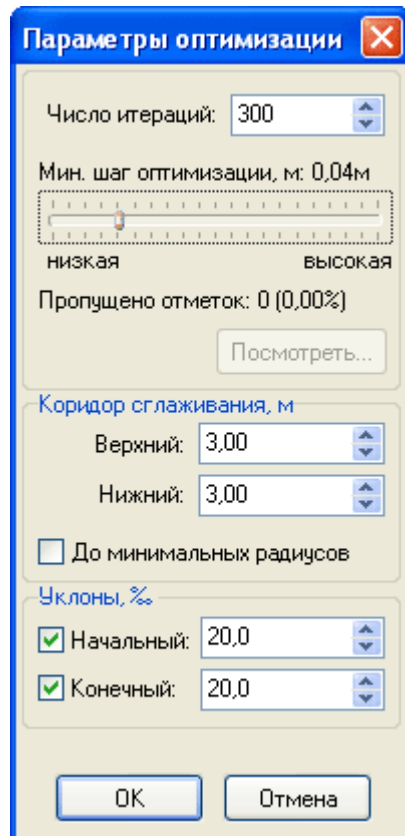 Параметры оптимизации
Число итераций: 300
Мин. шаг оптимизации, м: 0,04м
низкая высокая
Пропущено отметок: 0 (0,00%)
Посмотреть...
Коридор сглаживания, м
Верхний: 3,00
Нижний: 3,00
До минимальных радиусов
Уклоны, ‰
Начальный: 20,0
Конечный: 20,0
OK Отмена